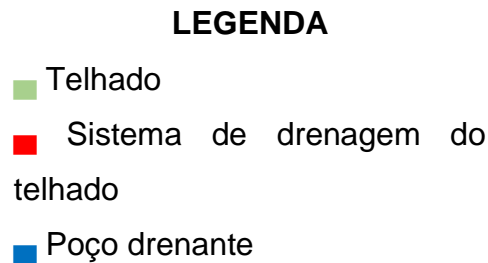 LEGENDA
Telhado
Sistema de drenagem do
telhado
Poço drenante